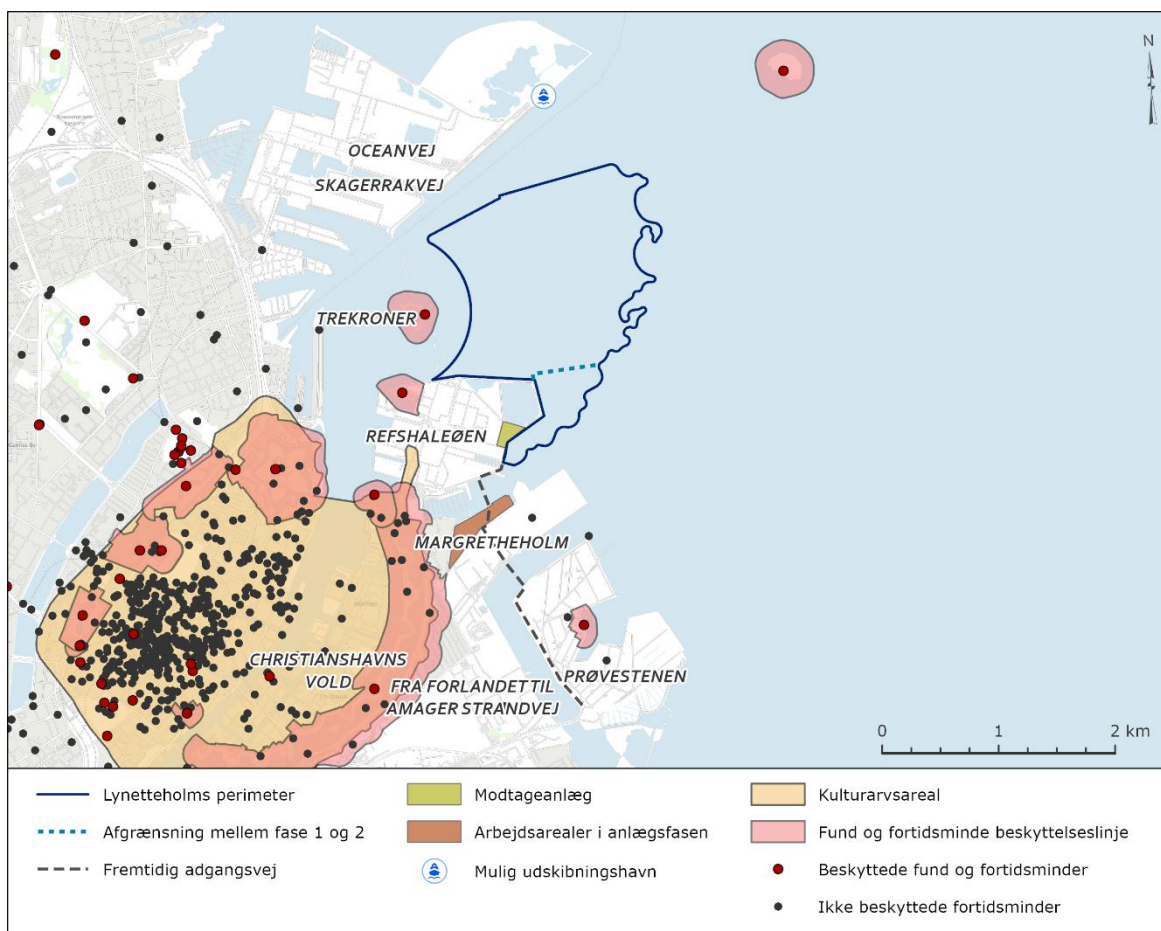 N
OCEANVEJ
SKAGERRAKVEJ
TREKRONER
REFSHALEØEN
MARGRETHEHOLM
CHRISTIANSHAVNS
VOLD
FRA FORLANDET TIL
AMAGER STRANDVEJ
PRØVESTENEN
0 1 2 km
Lynetteholms perimeter
Afgrænsning mellem fase 1 og 2
Fremtidig adgangsvej
Modtageanlæg
Arbejdsarealer i anlægsfasen
Mulig udskibningshavn
Kulturarvsareal
Fund og fortidsminde beskyttelseslinje
Beskyttede fund og fortidsminder
Ikke beskyttede fortidsminder